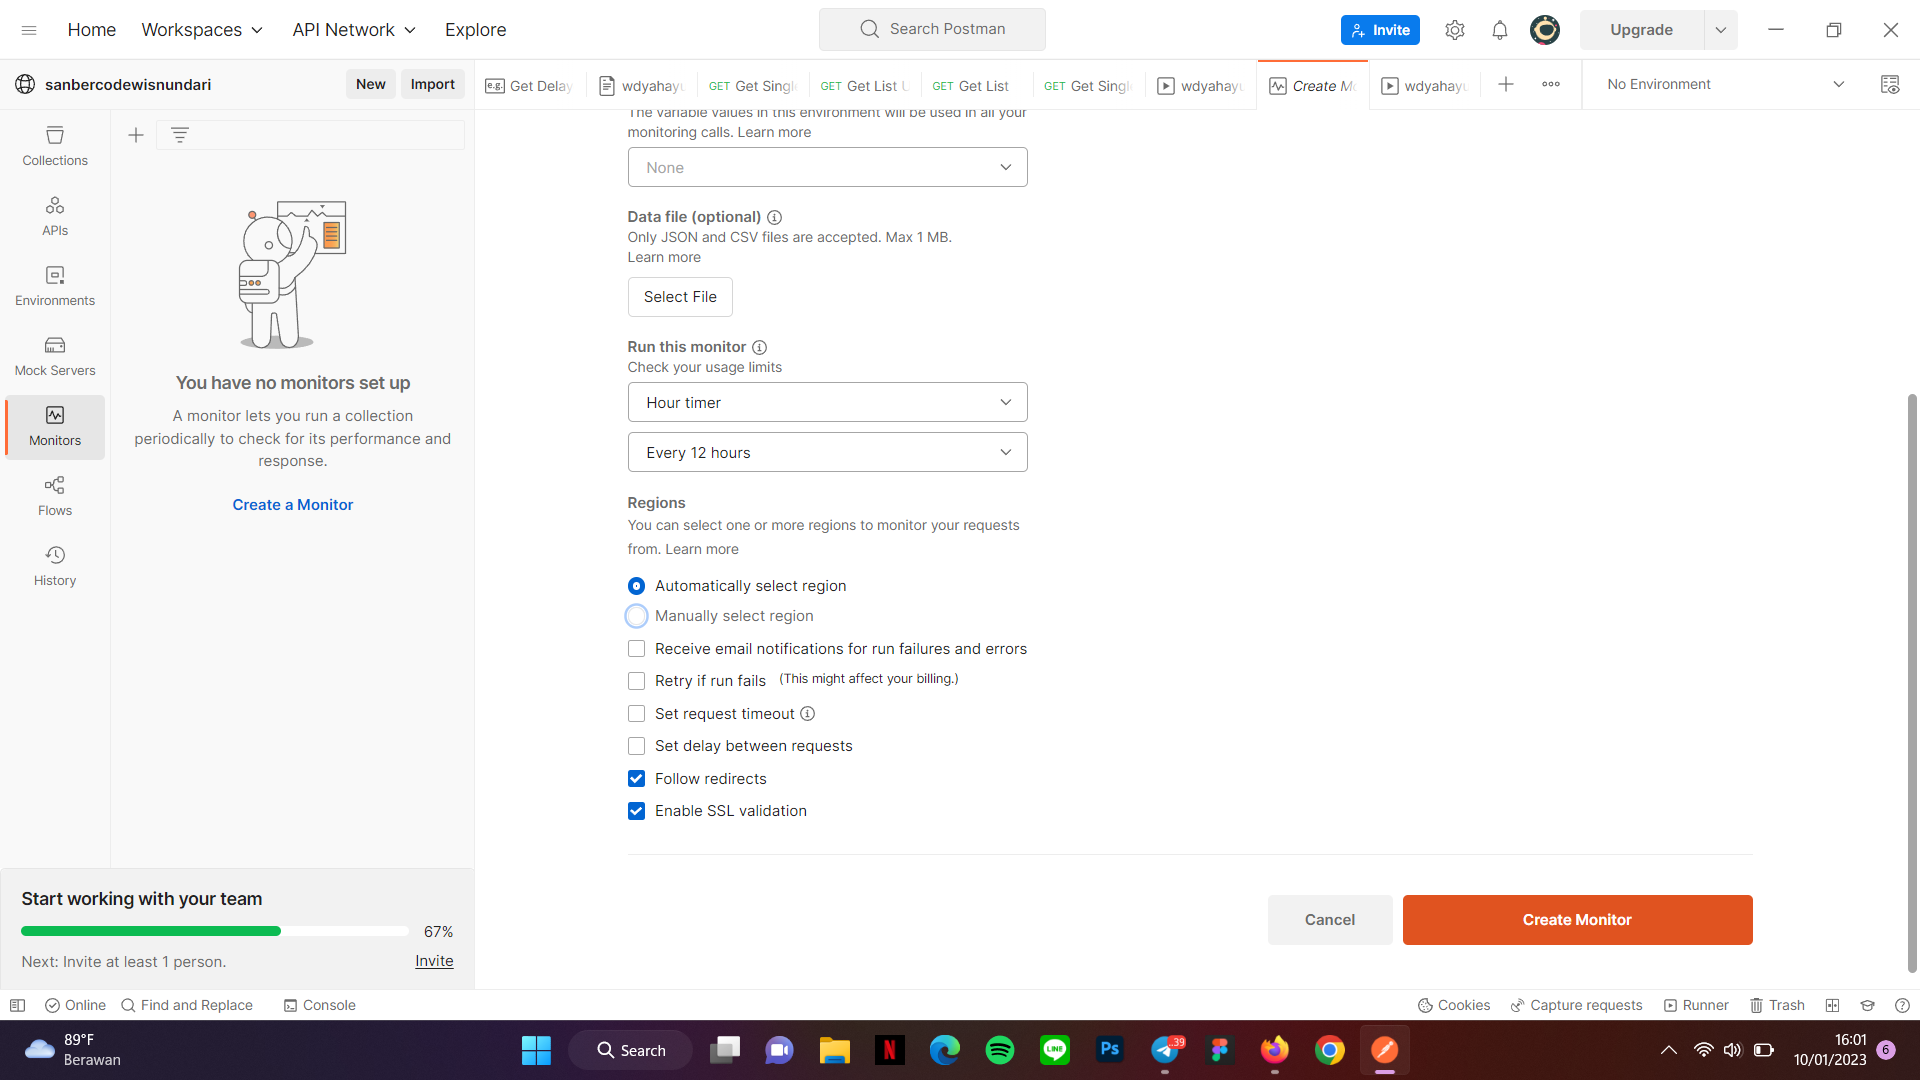 Home
Workspaces
API Network
Explore
Search Postman
Invite
Upgrade
sanbercodewisnundari
New
Import
e.g. Get Delay
wdyahayu
GET Get Singl
GET Get List U
GET Get List
GET Get Singl
wdyahayu
Create Mo
wdyahayu
No Environment
Collections
APIs
Environments
Mock Servers
Monitors
Flows
History
You have no monitors set up
A monitor lets you run a collection
periodically to check for its performance and
response.
Create a Monitor
The variable values in this environment will be used in all your
monitoring calls. Learn more
None
Data file (optional)
Only JSON and CSV files are accepted. Max 1 MB.
Learn more
Select File
Run this monitor
Check your usage limits
Hour timer
Every 12 hours
Regions
You can select one or more regions to monitor your requests
from. Learn more
Automatically select region
Manually select region
Receive email notifications for run failures and errors
Retry if run fails (This might affect your billing.)
Set request timeout
Set delay between requests
Follow redirects
Enable SSL validation
Cancel
Create Monitor
Start working with your team
67%
Next: Invite at least 1 person.
Invite
Online
Find and Replace
Console
Cookies
Capture requests
Runner
Trash
89°F
Berawan
Search
N
LINE
Ps
39
16:01
10/01/2023
6